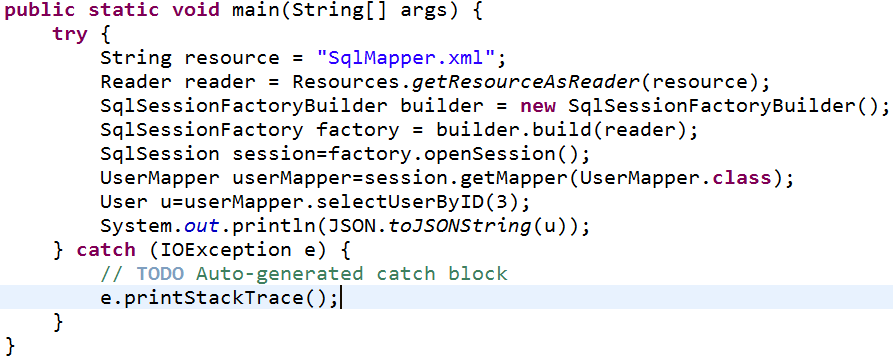 public static void main(String[] args) {
try {
String resource = "SqlMapper.xml";
Reader reader = Resources.getResourceAsReader(resource);
SqlSessionFactoryBuilder builder = new SqlSessionFactoryBuilder();
SqlSessionFactory factory = builder.build(reader);
SqlSession session=factory.openSession();
UserMapper userMapper=session.getMapper(UserMapper.class);
User u=userMapper.selectUserByID(3);
System.out.println(JSON.toJSONString(u));
} catch (IOException e) {
// TODO Auto-generated catch block
e.printStackTrace();
}
}